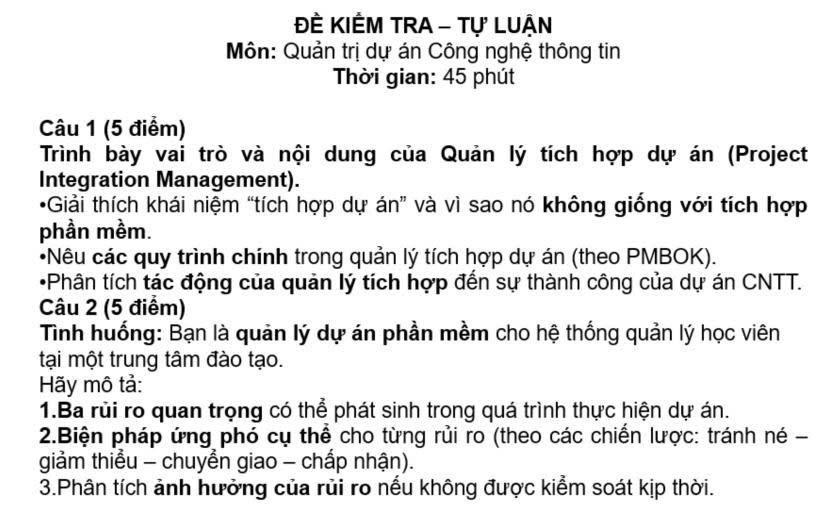 ĐỀ KIỂM TRA – TỰ LUẬN
Môn: Quản trị dự án Công nghệ thông tin
Thời gian: 45 phút
Câu 1 (5 điểm)
Trình bày vai trò và nội dung của Quản lý tích hợp dự án (Project
Integration Management).
•Giải thích khái niệm “tích hợp dự án” và vì sao nó không giống với tích hợp
phần mềm.
•Nêu các quy trình chính trong quản lý tích hợp dự án (theo PMBOK).
•Phân tích tác động của quản lý tích hợp đến sự thành công của dự án CNTT.
Câu 2 (5 điểm)
Tình huống: Bạn là quản lý dự án phần mềm cho hệ thống quản lý học viên
tại một trung tâm đào tạo.
Hãy mô tả:
1.Ba rủi ro quan trọng có thể phát sinh trong quá trình thực hiện dự án.
2.Biện pháp ứng phó cụ thể cho từng rủi ro (theo các chiến lược: tránh né –
giảm thiểu – chuyển giao – chấp nhận).
3.Phân tích ảnh hưởng của rủi ro nếu không được kiểm soát kịp thời.